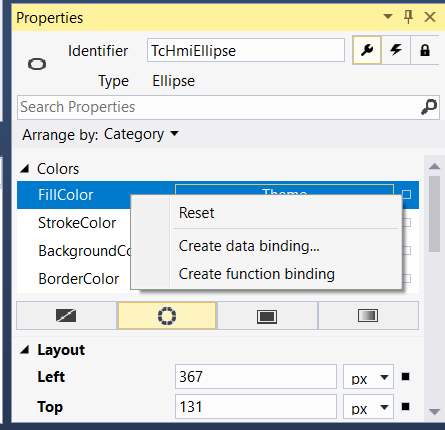 Properties
Identifier TcHmiEllipse
Type Ellipse
Search Properties
Arrange by: Category
Colors
FillColor Theme
StrokeColor
BackgroundCo
BorderColor
Reset
Create data binding...
Create function binding
Layout
Left 367 px
Top 131 px